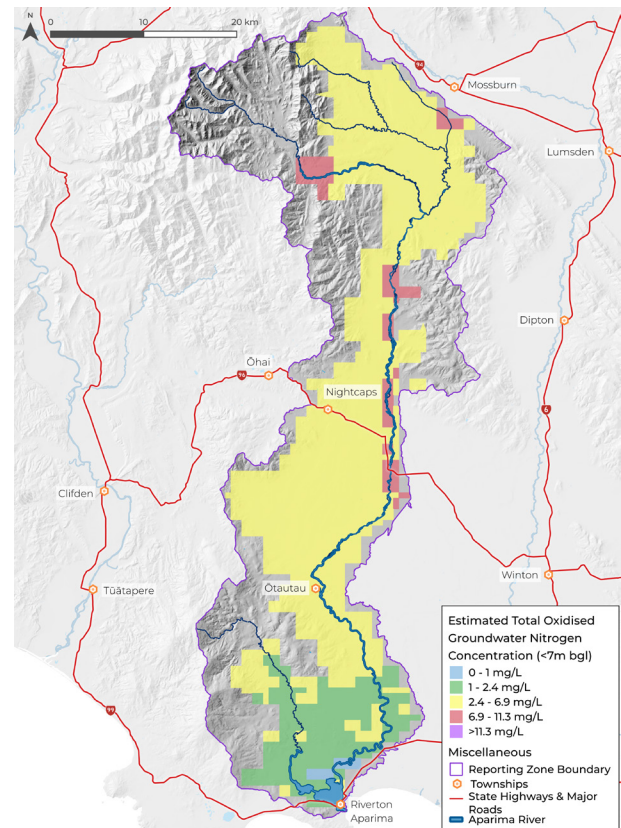 N
0 10 20 km
94
Mossburn
Lumsden
Dipton
Ōhai
96
Nightcaps
6
Clifden
Winton
Ōtautau
Tūātapere
99
Riverton
Aparima
Estimated Total Oxidised
Groundwater Nitrogen
Concentration (<7m bgl)
0 - 1 mg/L
1 - 2.4 mg/L
2.4 - 6.9 mg/L
6.9 - 11.3 mg/L
>11.3 mg/L
Miscellaneous
Reporting Zone Boundary
Townships
State Highways & Major
Roads
Aparima River